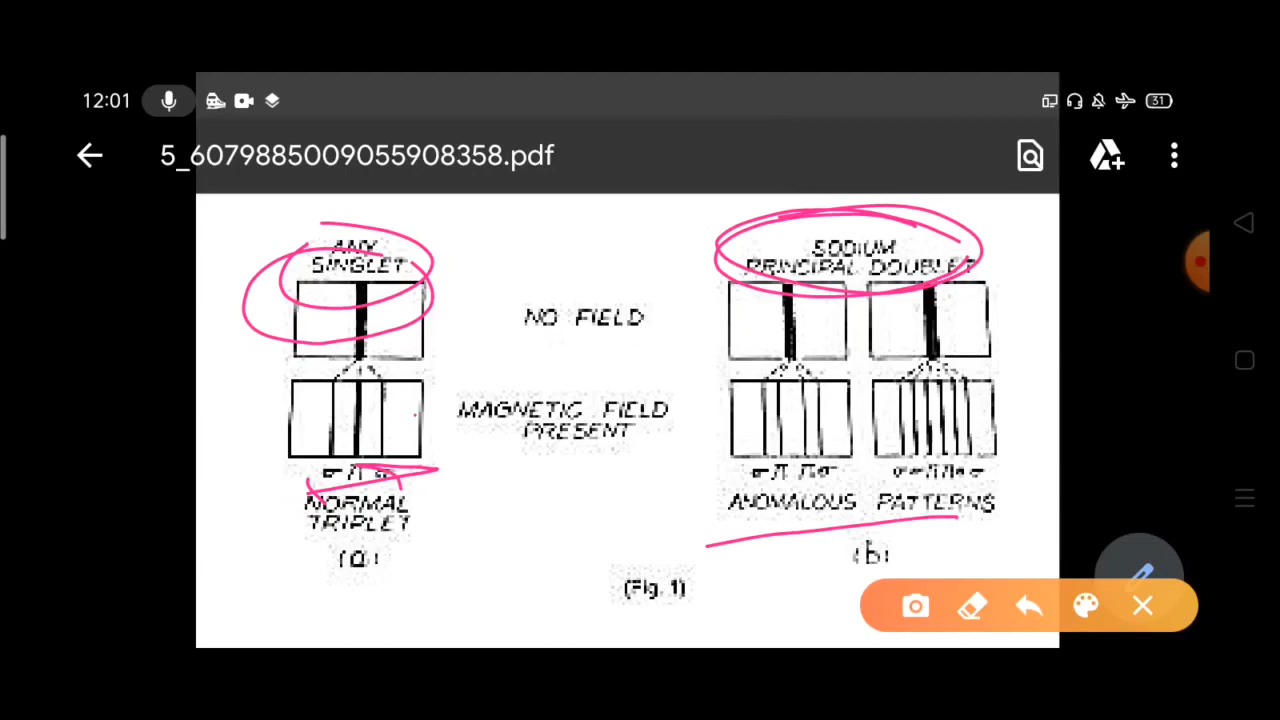 12:01
31
5_6079885009055908358.pdf
ANY
SINGLET
SODIUM
PRINCIPAL DOUBLET
NO FIELD
MAGNETIC FIELD
PRESENT
σ π σ
σ π π σ
σ σ π π σ σ
NORMAL
TRIPLET
ANOMALOUS PATTERNS
(a)
(b)
(Fig. 1)